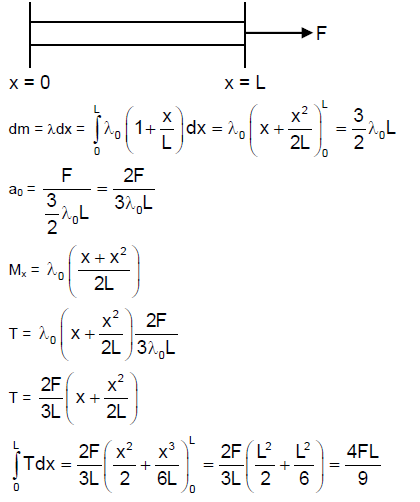 F
x = 0 x = L
dm = λdx = ∫₀ᴸ λ₀(1 + x/L)dx = λ₀(x + x²/2L)₀ᴸ = 3/2 λ₀L
a₀ = F/(3/2 λ₀L) = 2F/3λ₀L
Mₓ = λ₀((x + x²)/2L)
T = λ₀(x + x²/2L) 2F/3λ₀L
T = 2F/3L (x + x²/2L)
∫₀ᴸ Tdx = 2F/3L (x²/2 + x³/6L)₀ᴸ = 2F/3L (L²/2 + L²/6) = 4FL/9